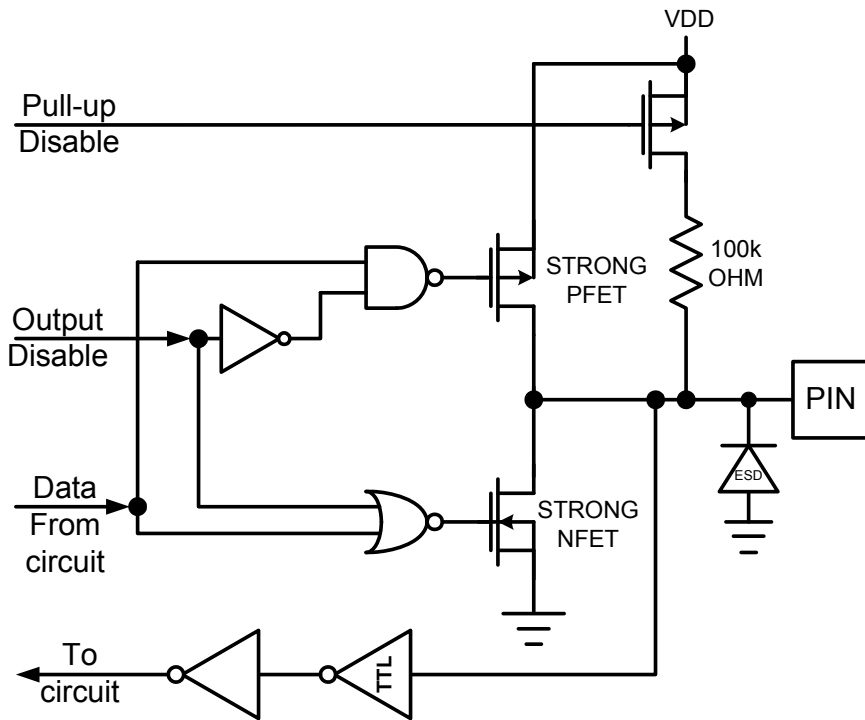 VDD
Pull-up
Disable
100k
OHM
STRONG
PFET
Output
Disable
PIN
ESD
Data
From
circuit
STRONG
NFET
To
circuit
TTL